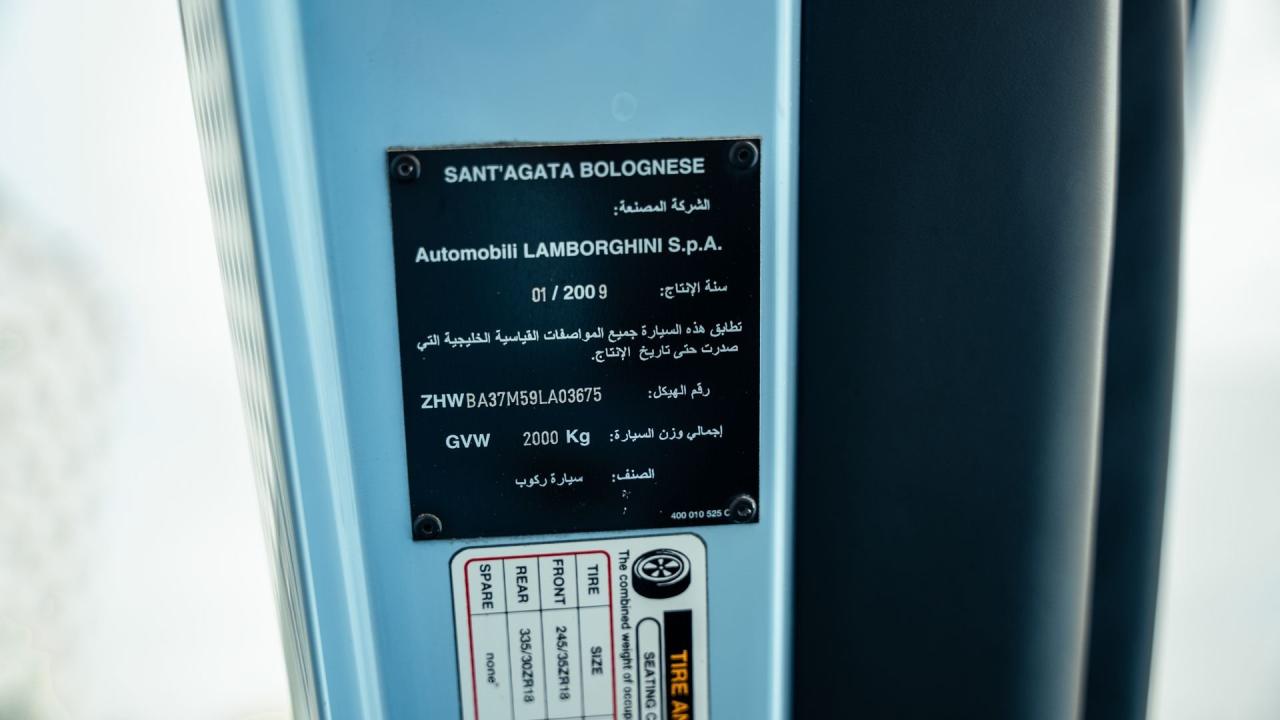 SANT'AGATA BOLOGNESE
الشركة المصنعة:
Automobili LAMBORGHINI S.p.A.
سنة الإنتاج: 01 / 2009
تطابق هذه السيارة جميع المواصفات القياسية الخليجية التي
صدرت حتى تاريخ الإنتاج.
رقم الهيكل: ZHWBA37M59LA03675
إجمالي وزن السيارة: GVW 2000 Kg
الصنف: سيارة ركوب
400 010 525 C
TIRE
SEATING
The combined weight of
TIRE SIZE
FRONT 245/35ZR18
REAR 335/30ZR18
SPARE none